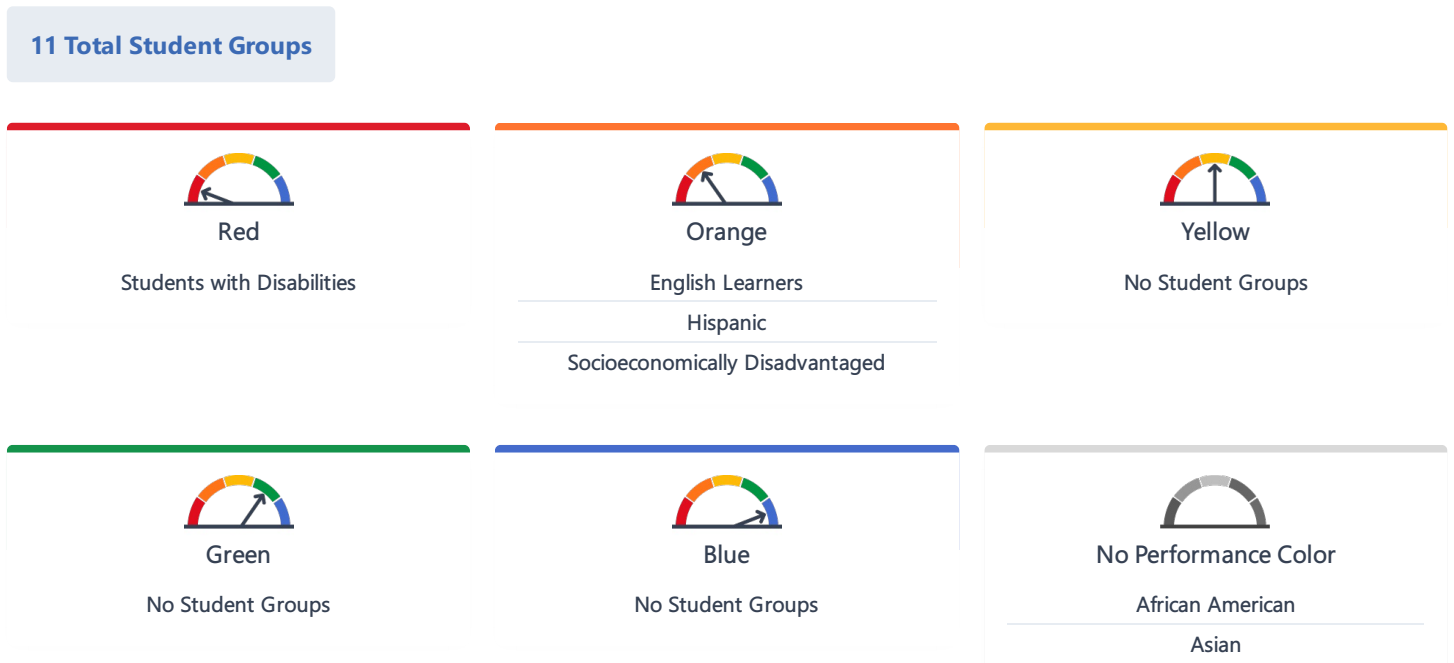 11 Total Student Groups
Red
Students with Disabilities
Orange
English Learners
Hispanic
Socioeconomically Disadvantaged
Yellow
No Student Groups
Green
No Student Groups
Blue
No Student Groups
No Performance Color
African American
Asian